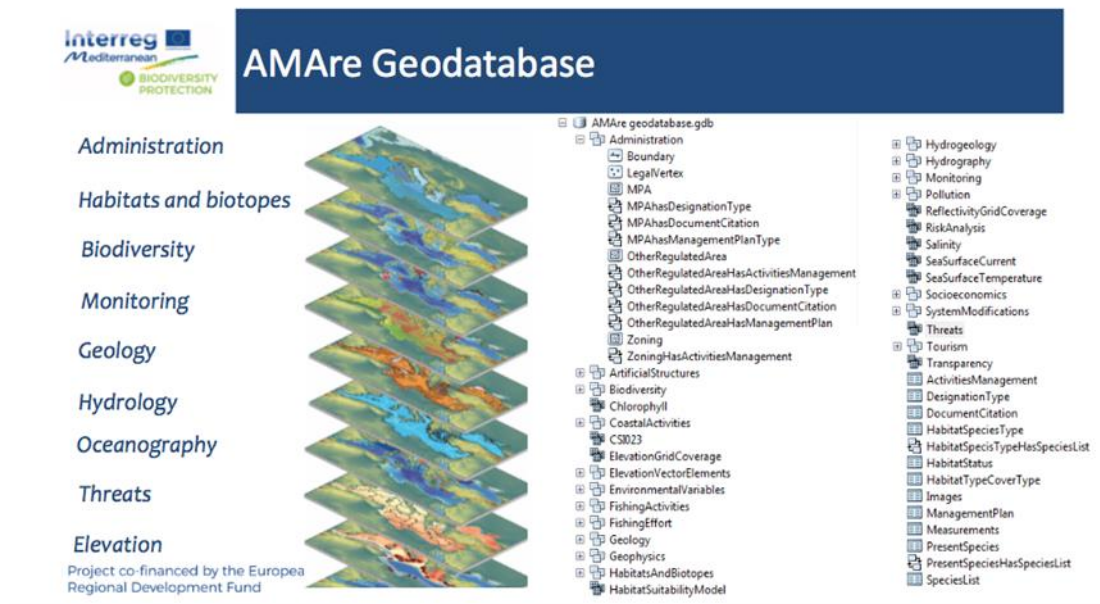 Interreg
Mediterranean
BIODIVERSITY
PROTECTION
AMAre Geodatabase
Administration
Habitats and biotopes
Biodiversity
Monitoring
Geology
Hydrology
Oceanography
Threats
Elevation
Project co-financed by the Europea
Regional Development Fund
AMAre geodatabase.gdb
Administration
Boundary
LegalVertex
MPA
MPAhasDesignationType
MPAhasDocumentCitation
MPAhasManagementPlanType
OtherRegulatedArea
OtherRegulatedAreaHasActivitiesManagement
OtherRegulatedAreaHasDesignationType
OtherRegulatedAreaHasDocumentCitation
OtherRegulatedAreaHasManagementPlan
Zoning
ZoningHasActivitiesManagement
ArtificialStructures
Biodiversity
Chlorophyll
CoastalActivities
CSI023
ElevationGridCoverage
ElevationVectorElements
EnvironmentalVariables
FishingActivities
FishingEffort
Geology
Geophysics
HabitatsAndBiotopes
HabitatSuitabilityModel
Hydrogeology
Hydrography
Monitoring
Pollution
ReflectivityGridCoverage
RiskAnalysis
Salinity
SeaSurfaceCurrent
SeaSurfaceTemperature
Socioeconomics
SystemModifications
Threats
Tourism
Transparency
ActivitiesManagement
DesignationType
DocumentCitation
HabitatSpeciesType
HabitatSpecisTypeHasSpeciesList
HabitatStatus
HabitatTypeCoverType
Images
ManagementPlan
Measurements
PresentSpecies
PresentSpeciesHasSpeciesList
SpeciesList